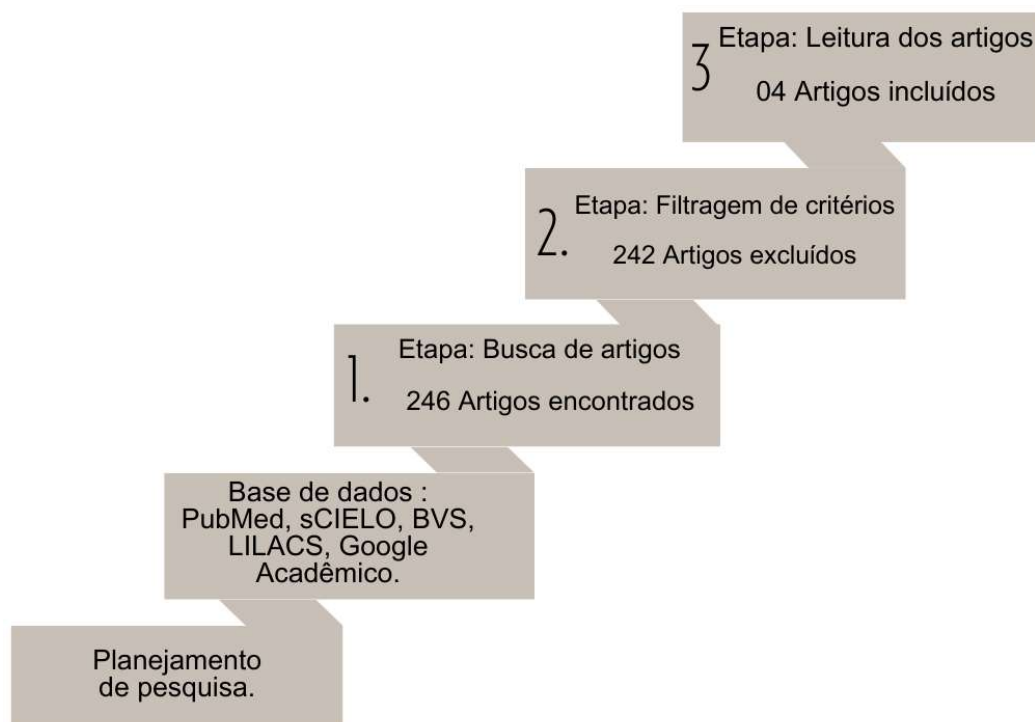 3 Etapa: Leitura dos artigos
04 Artigos incluídos
2. Etapa: Filtragem de critérios
242 Artigos excluídos
1. Etapa: Busca de artigos
246 Artigos encontrados
Base de dados :
PubMed, sCIELO, BVS,
LILACS, Google
Acadêmico.
Planejamento
de pesquisa.